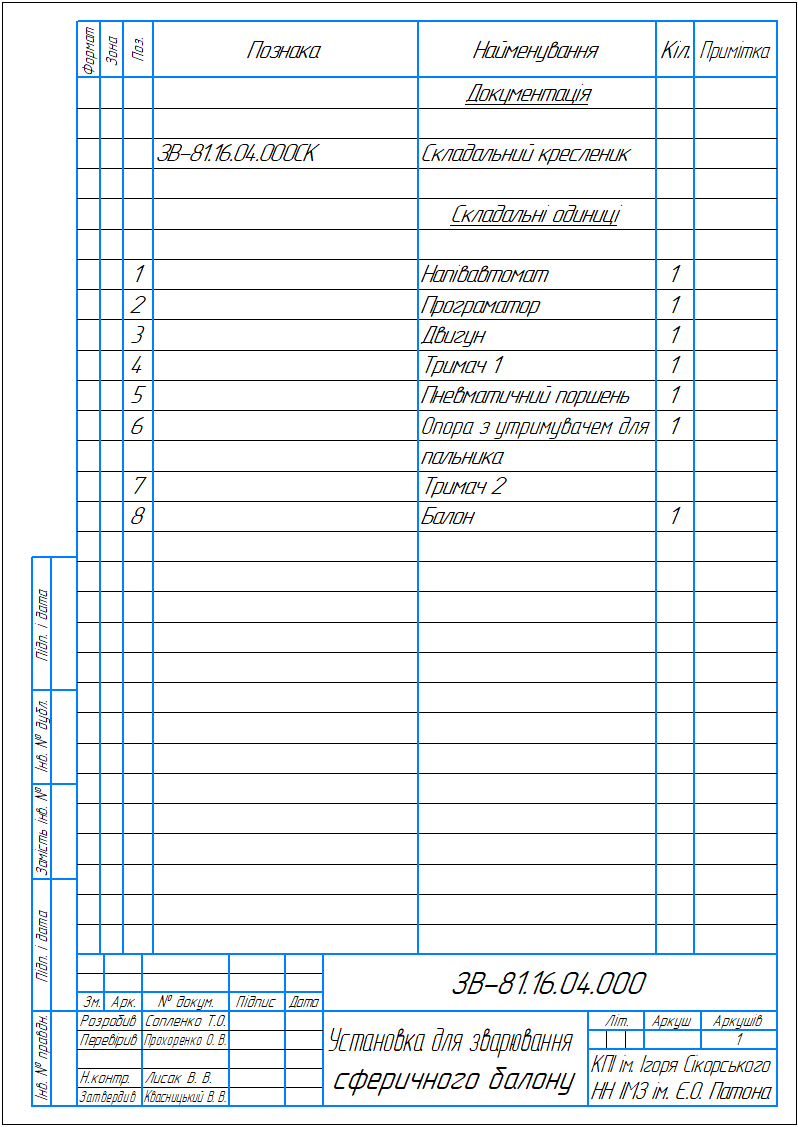 Формат Зона Поз. Познака Найменування Кіл. Примітка
Документація
ЗВ-81.16.04.000СК Складальний кресленик
Складальні одиниці
1 Напівавтомат 1
2 Програматор 1
3 Двигун 1
4 Тримач 1 1
5 Пневматичний поршень 1
6 Опора з утримувачем для 1
пальника
7 Тримач 2
8 Балон 1
Підп. і дата
Інв. № дубл.
Замість інв. №
Підп. і дата
Інв. № правдн.
ЗВ-81.16.04.000
Зм. Арк. № докум. Підпис Дата
Розробив Сопленко Т.О.
Перевірив Прохоренко О. В.
Н.контр. Лисак В. В.
Затвердив Квасницький В. В.
Установка для зварювання
сферичного балону
Літ. Аркуш Аркушів
1
КПІ ім. Ігоря Сікорського
НН ІМЗ ім. Є.О. Патона